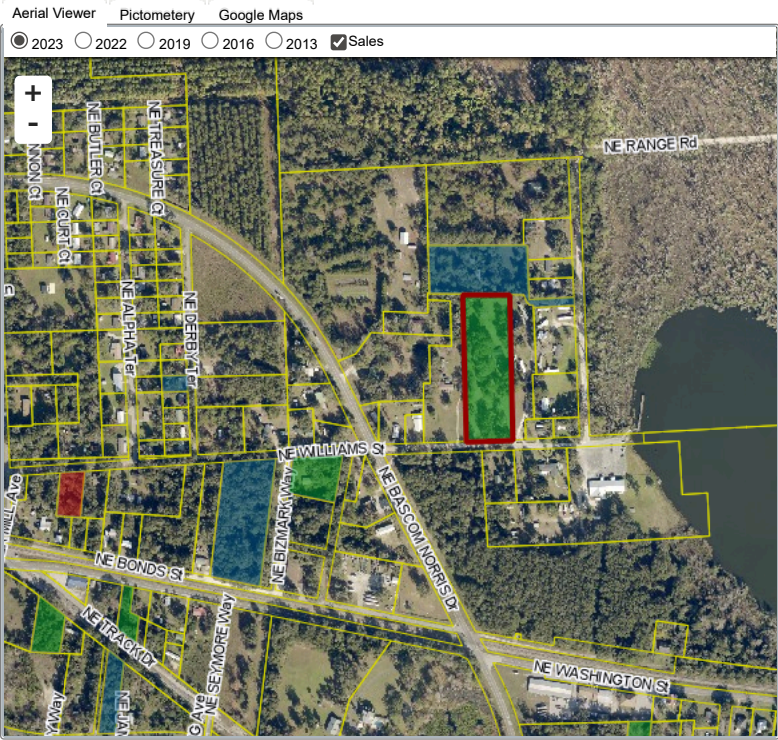 Aerial Viewer Pictometery Google Maps
2023 2022 2019 2016 2013 Sales
+
-
NE RANGE Rd
NE BUTLER Ct
NE TREASURE Ct
NE CURT Ct
NE ALPHA Ter
NE DERBY Ter
NE WILLIAMS St
NE BIZMARK Way
NE BASCOM NORRIS Dr
NE BONDS St
NE TRACK Dr
NE SEYMORE Way
NE WASHINGTON St